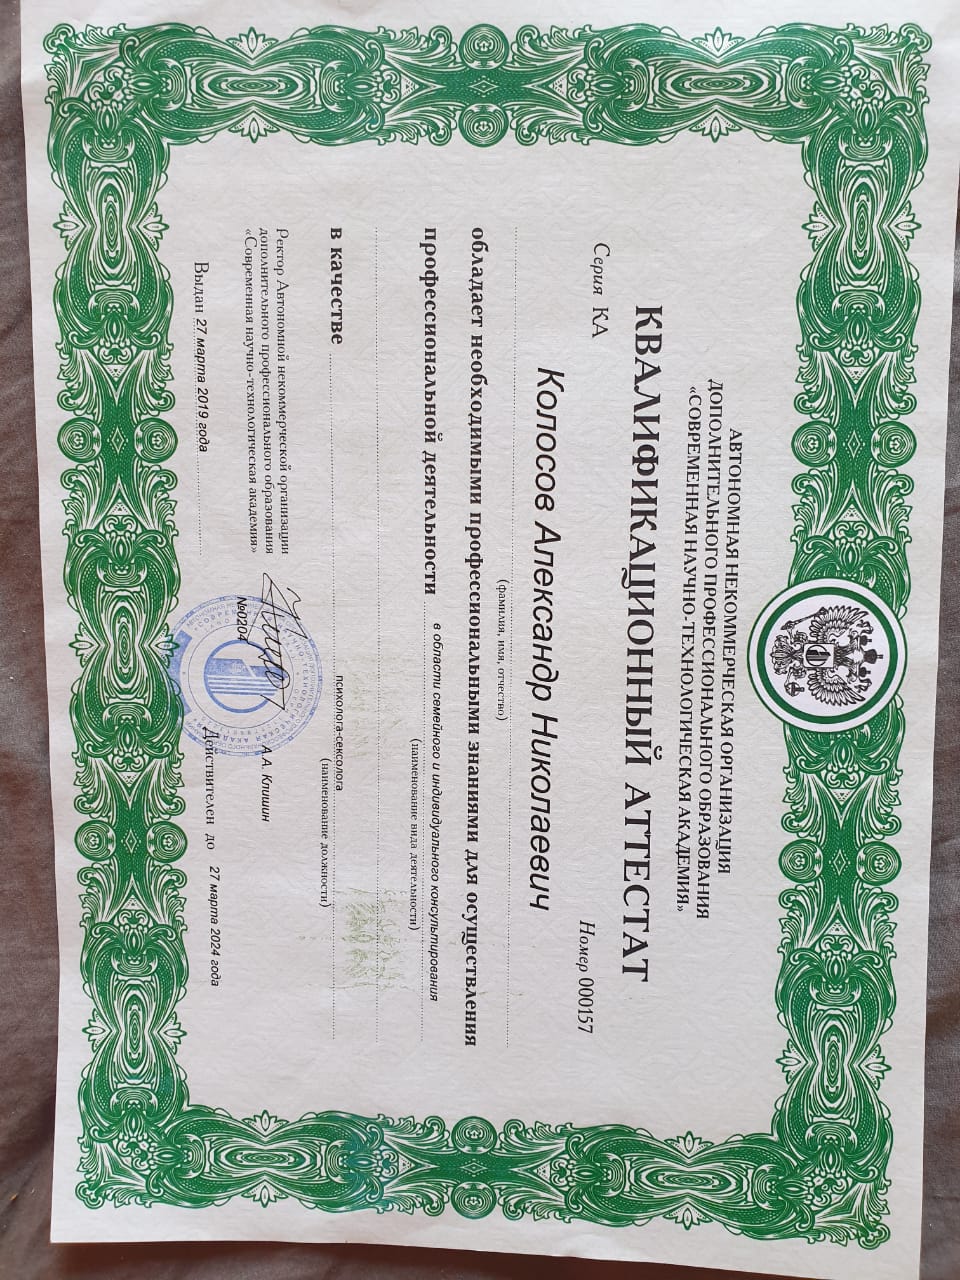 АВТОНОМНАЯ НЕКОММЕРЧЕСКАЯ ОРГАНИЗАЦИЯ
ДОПОЛНИТЕЛЬНОГО ПРОФЕССИОНАЛЬНОГО ОБРАЗОВАНИЯ
«СОВРЕМЕННАЯ НАУЧНО-ТЕХНОЛОГИЧЕСКАЯ АКАДЕМИЯ»
КВАЛИФИКАЦИОННЫЙ АТТЕСТАТ
Серия КА Номер 000157
Колосов Александр Николаевич
(фамилия, имя, отчество)
обладает необходимыми профессиональными знаниями для осуществления
профессиональной деятельности в области семейного и индивидуального консультирования
(наименование вида деятельности)
в качестве психолога-сексолога
(наименование должности)
Ректор Автономной некоммерческой организации
дополнительного профессионального образования
«Современная научно-технологическая академия» А.А. Клишин
№0204
Выдан 27 марта 2019 года Действителен до 27 марта 2024 года